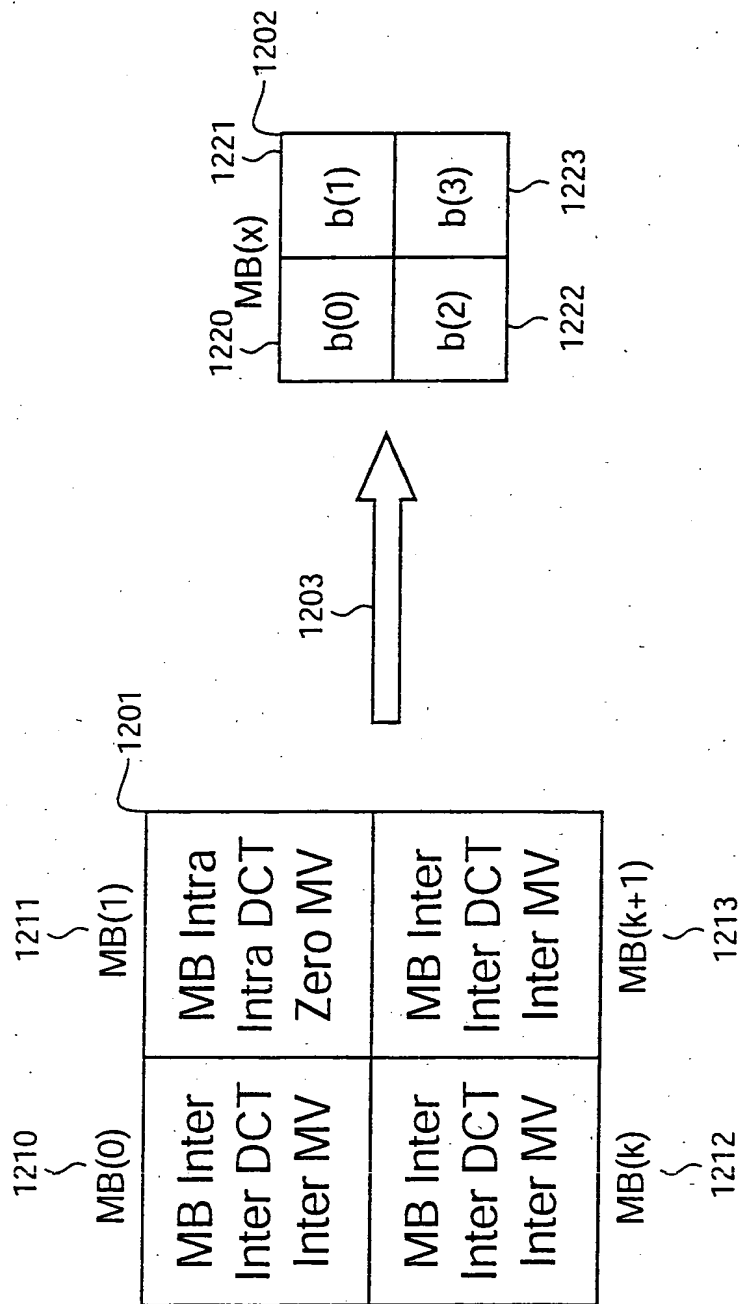 1210
1211
MB(0)
MB(1)
1201
MB Inter
Inter DCT
Inter MV
MB Intra
Intra DCT
Zero MV
MB Inter
Inter DCT
Inter MV
MB Inter
Inter DCT
Inter MV
MB(k)
MB(k+1)
1212
1213
1203
MB(x)
1220
1221
1202
b(0)
b(1)
b(2)
b(3)
1222
1223